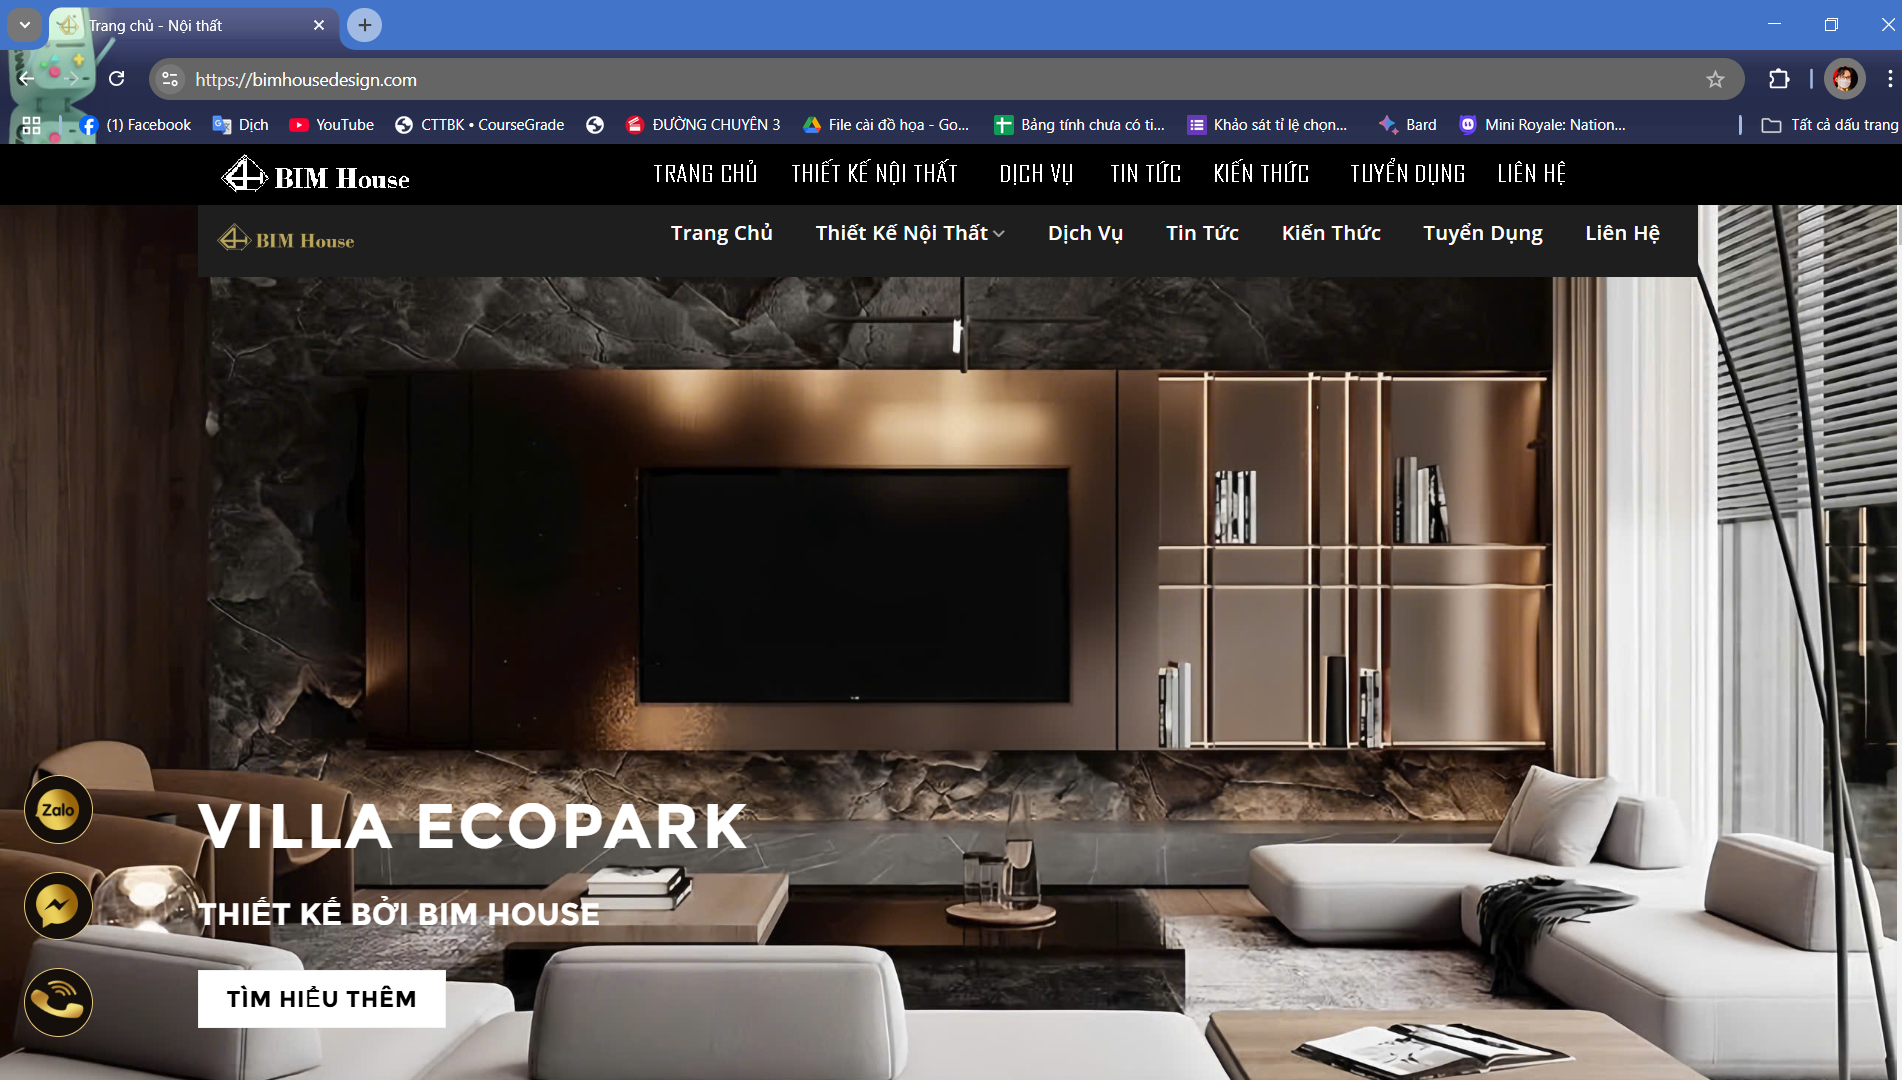 Trang chủ - Nội thất
https://bimhousedesign.com
(1) Facebook Dịch YouTube CTTBK • CourseGrade ĐƯỜNG CHUYÊN 3 File cài đồ họa - Go... Bảng tính chưa có ti... Khảo sát tỉ lệ chọn... Bard Mini Royale: Nation... Tất cả dấu trang
BIM House TRANG CHỦ THIẾT KẾ NỘI THẤT DỊCH VỤ TIN TỨC KIẾN THỨC TUYỂN DỤNG LIÊN HỆ
BIM House Trang Chủ Thiết Kế Nội Thất Dịch Vụ Tin Tức Kiến Thức Tuyển Dụng Liên Hệ
Zalo
VILLA ECOPARK
THIẾT KẾ BỞI BIM HOUSE
TÌM HIỂU THÊM